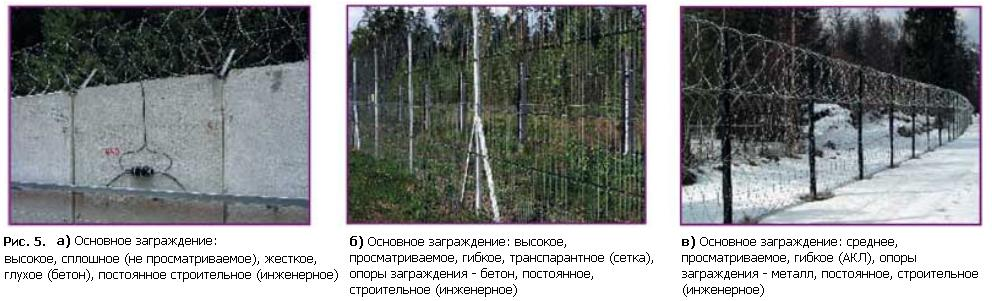 Рис. 5. а) Основное заграждение:
высокое, сплошное (не просматриваемое), жесткое,
глухое (бетон), постоянное строительное (инженерное)
б) Основное заграждение: высокое,
просматриваемое, гибкое, транспарантное (сетка),
опоры заграждения - бетон, постоянное,
строительное (инженерное)
в) Основное заграждение: среднее,
просматриваемое, гибкое (АКЛ), опоры
заграждения - металл, постоянное, строительное
(инженерное)